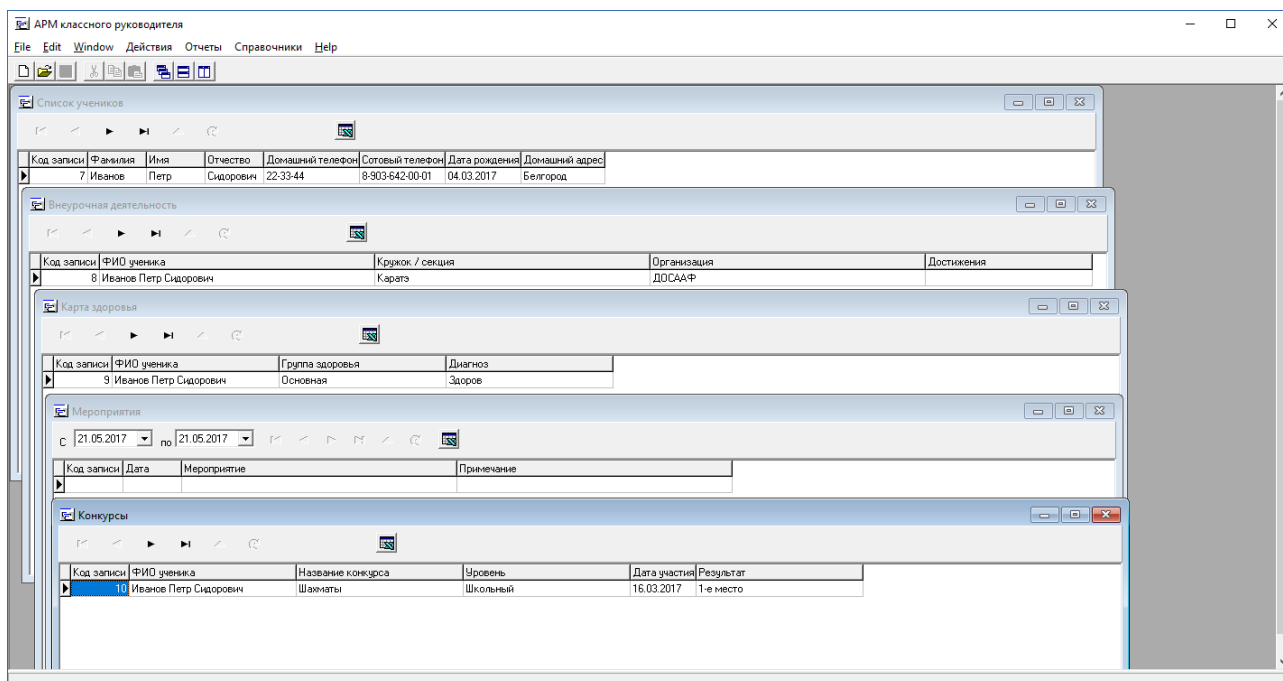 АРМ классного руководителя
File Edit Window Действия Отчеты Справочники Help
Список учеников
Код записи Фамилия Имя Отчество Домашний телефон Сотовый телефон Дата рождения Домашний адрес
7 Иванов Петр Сидорович 22-33-44 8-903-642-00-01 04.03.2017 Белгород
Внеурочная деятельность
Код записи ФИО ученика Кружок / секция Организация Достижения
8 Иванов Петр Сидорович Каратэ ДОСААФ
Карта здоровья
Код записи ФИО ученика Группа здоровья Диагноз
9 Иванов Петр Сидорович Основная Здоров
Мероприятия
С 21.05.2017 по 21.05.2017
Код записи Дата Мероприятие Примечание
Конкурсы
Код записи ФИО ученика Название конкурса Уровень Дата участия Результат
10 Иванов Петр Сидорович Шахматы Школьный 16.03.2017 1-е место